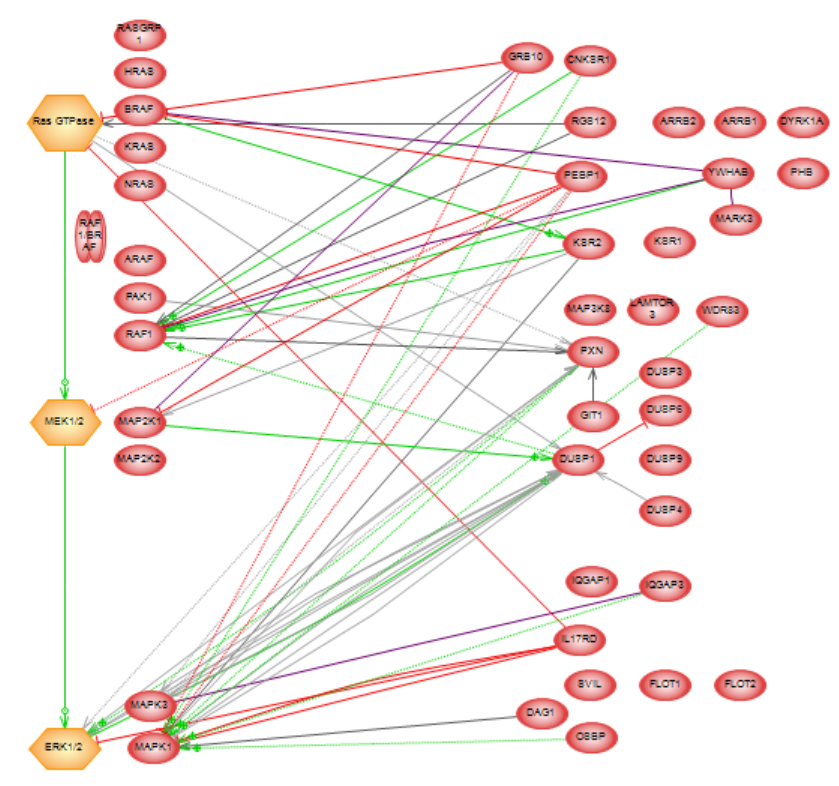 RASGRP
1
HRAS
GRB10
CNKSR1
BRAF
Ras GTPase
RGS12
ARRB2
ARRB1
DYRK1A
KRAS
NRAS
PEBP1
YWHAB
PHB
MARK3
RAF
1/BR
AF
KSR2
KSR1
ARAF
PAK1
MAP3K8
LAMTOR
3
WDR83
RAF1
PXN
DUSP3
MEK1/2
MAP2K1
GIT1
DUSP6
MAP2K2
DUSP1
DUSP9
DUSP4
IQGAP1
IQGAP3
IL17RD
SVIL
FLOT1
FLOT2
MAPK3
DAG1
OSBP
ERK1/2
MAPK1